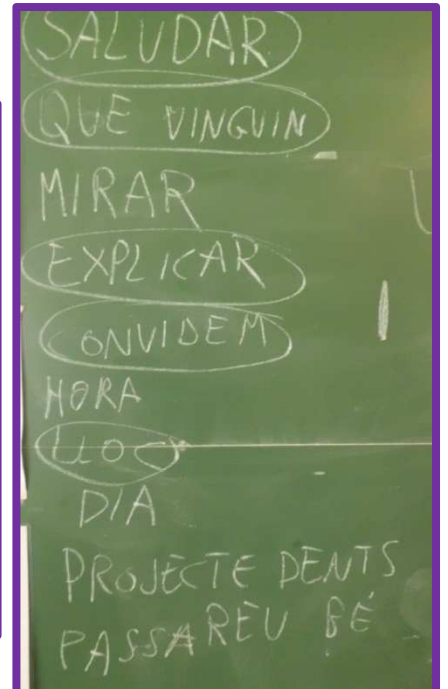 SALUDAR
QUE VINGUIN
MIRAR
EXPLICAR
CONVIDEM
HORA
LLOC
DIA
PROJECTE DENTS
PASSAREU BÉ